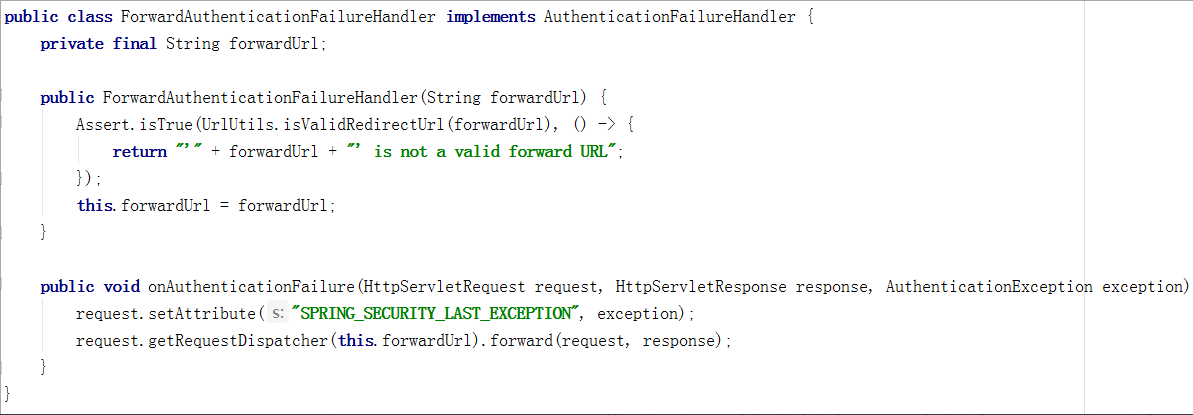 public class ForwardAuthenticationFailureHandler implements AuthenticationFailureHandler {
    private final String forwardUrl;

    public ForwardAuthenticationFailureHandler(String forwardUrl) {
        Assert.isTrue(UrlUtils.isValidRedirectUrl(forwardUrl), () -> {
            return "'" + forwardUrl + "' is not a valid forward URL";
        });
        this.forwardUrl = forwardUrl;
    }

    public void onAuthenticationFailure(HttpServletRequest request, HttpServletResponse response, AuthenticationException exception)
        request.setAttribute( s: "SPRING_SECURITY_LAST_EXCEPTION", exception);
        request.getRequestDispatcher(this.forwardUrl).forward(request, response);
    }
}